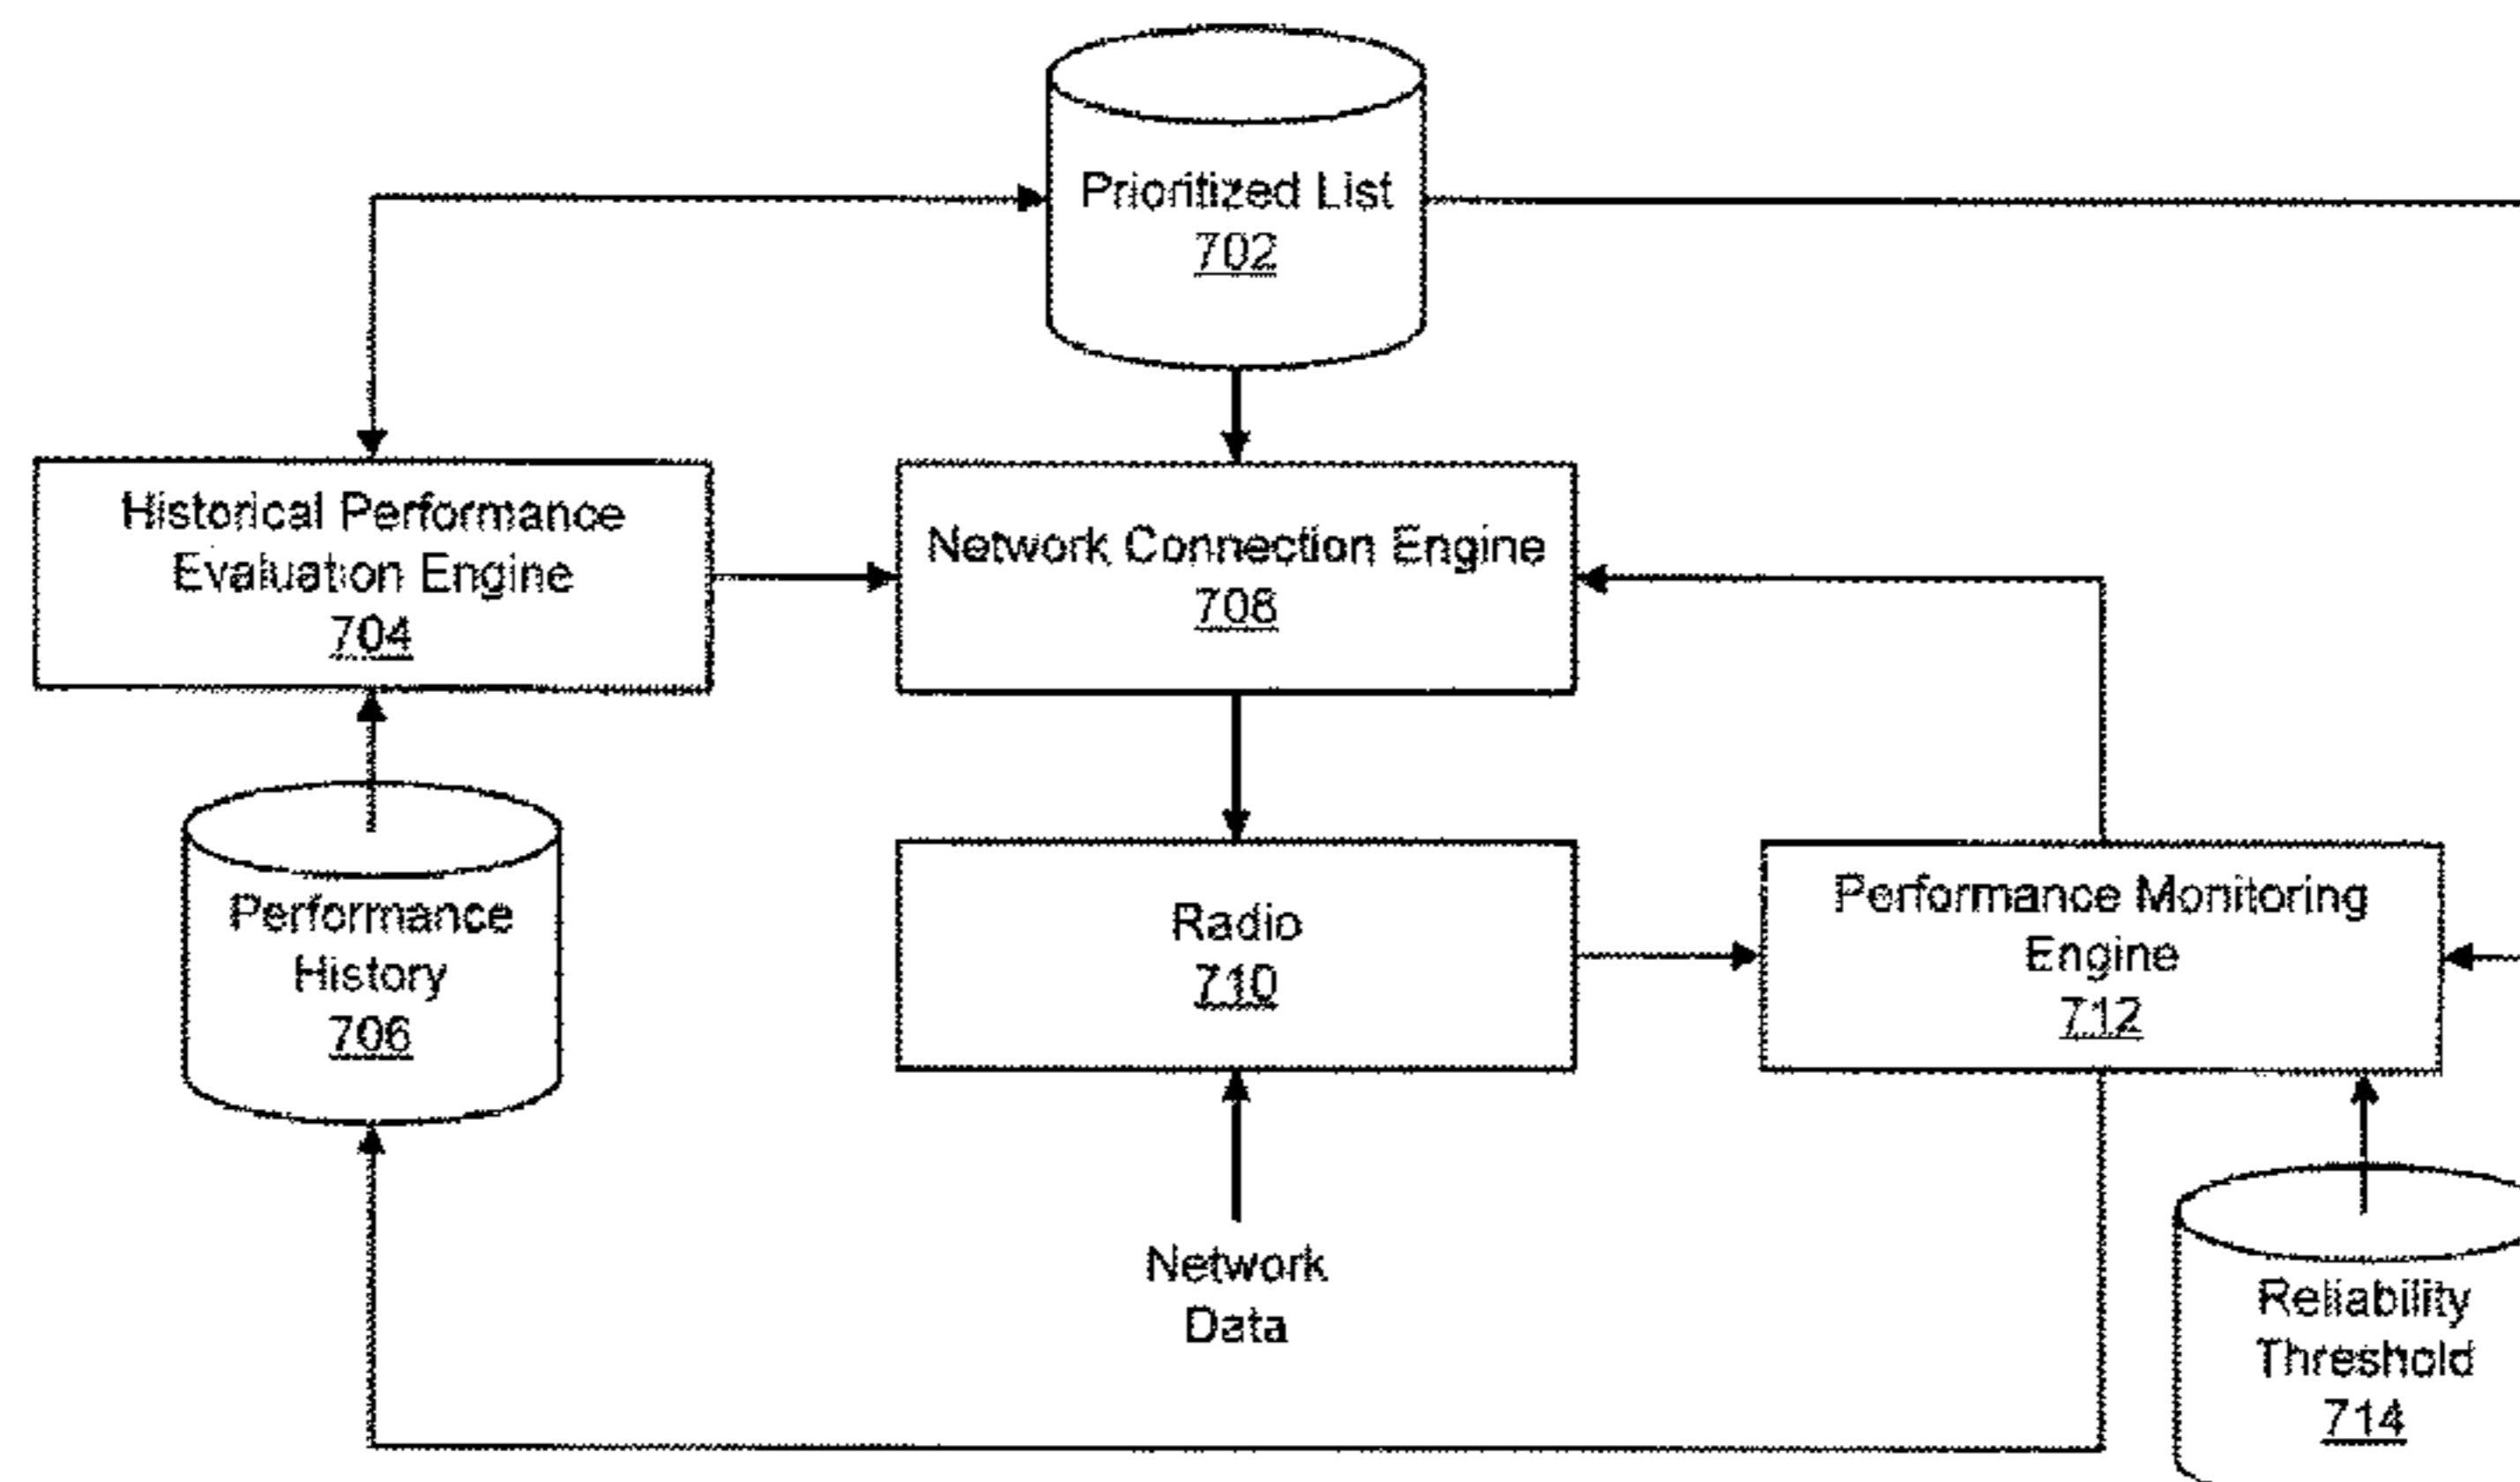 Prioritized List
702
Historical Performance
Evaluation Engine
704
Network Connection Engine
708
Performance
History
706
Radio
710
Performance Monitoring
Engine
712
Network
Data
Reliability
Threshold
714